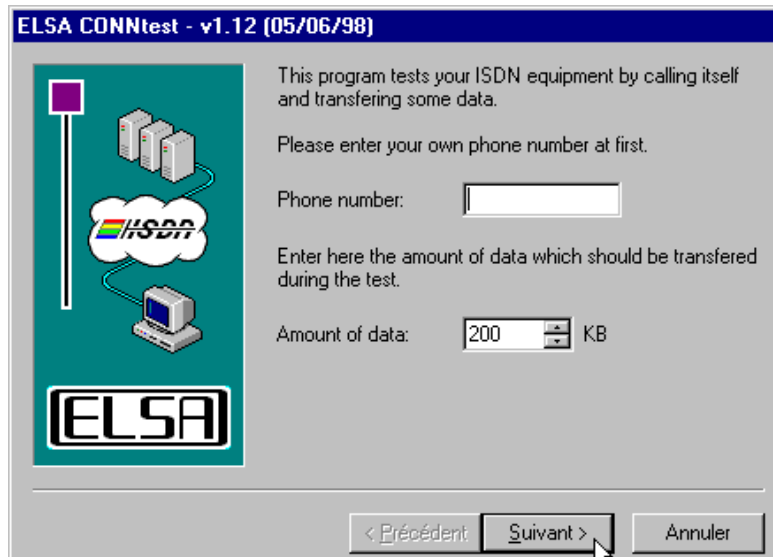 ELSA CONNtest - v1.12 (05/06/98)
This program tests your ISDN equipment by calling itself
and transfering some data.
Please enter your own phone number at first.
Phone number:
ISDN
Enter here the amount of data which should be transfered
during the test.
Amount of data: 200 KB
ELSA
< Précédent Suivant > Annuler